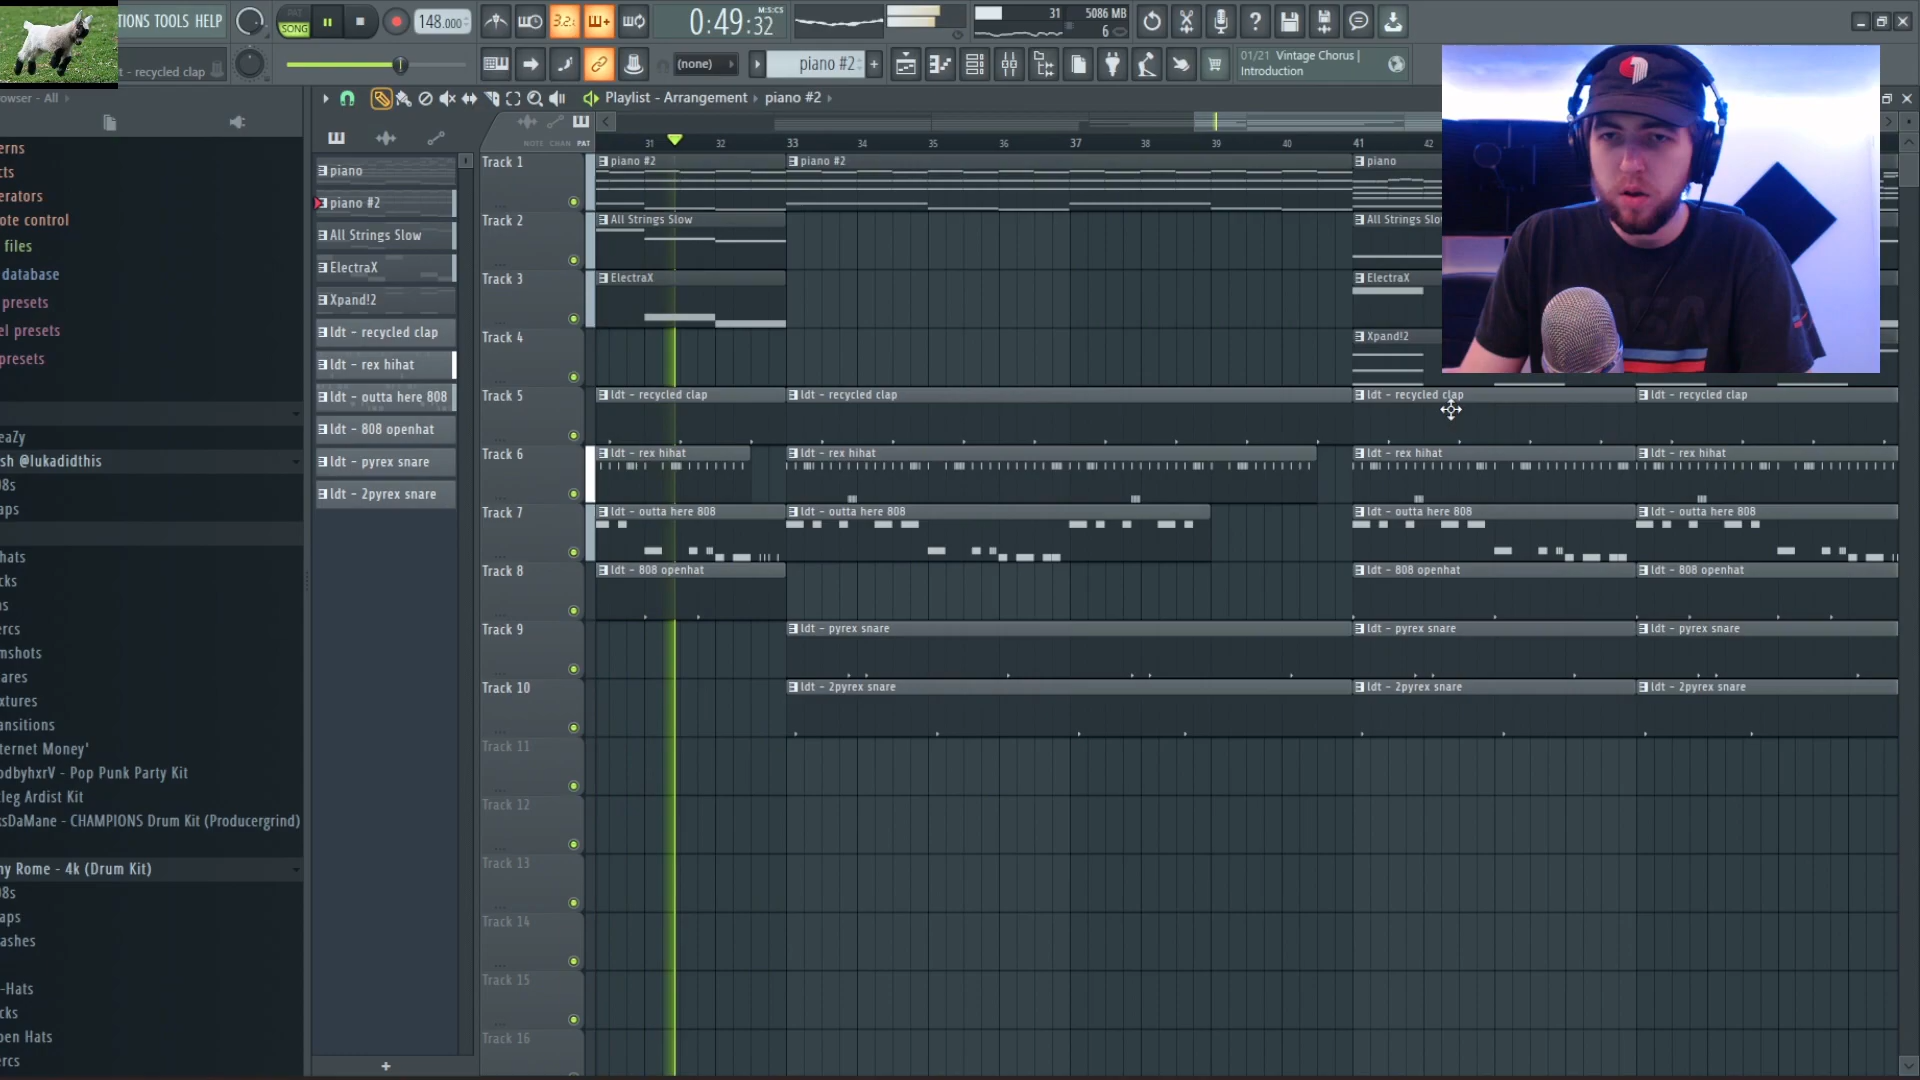 TIONS TOOLS HELP
PAT
SONG
148.000
3.2.
0:49:32
M:S:CS
31
5086 MB
6
t - recycled clap
(none)
piano #2
01/21 Vintage Chorus |
Introduction
owser - All
Playlist - Arrangement
piano #2
NOTE CHAN PAT
31
32
33
34
35
36
37
38
39
40
41
42
erns
cts
erators
ote control
files
database
presets
el presets
presets
eaZy
sh @lukadidthis
08s
aps
hats
cks
ns
ercs
mshots
ares
xtures
ansitions
ternet Money'
odbyhxrV - Pop Punk Party Kit
tleg Ardist Kit
ksDaMane - CHAMPIONS Drum Kit (Producergrind)
ny Rome - 4k (Drum Kit)
08s
aps
ashes
-Hats
cks
pen Hats
ercs
piano
piano #2
All Strings Slow
ElectraX
Xpand!2
ldt - recycled clap
ldt - rex hihat
ldt - outta here 808
ldt - 808 openhat
ldt - pyrex snare
ldt - 2pyrex snare
Track 1
piano #2
piano #2
piano
Track 2
All Strings Slow
All Strings Slo
Track 3
ElectraX
ElectraX
Track 4
Xpand!2
Track 5
ldt - recycled clap
ldt - recycled clap
ldt - recycled clap
ldt - recycled clap
Track 6
ldt - rex hihat
ldt - rex hihat
ldt - rex hihat
ldt - rex hihat
Track 7
ldt - outta here 808
ldt - outta here 808
ldt - outta here 808
ldt - outta here 808
Track 8
ldt - 808 openhat
ldt - 808 openhat
ldt - 808 openhat
Track 9
ldt - pyrex snare
ldt - pyrex snare
ldt - pyrex snare
Track 10
ldt - 2pyrex snare
ldt - 2pyrex snare
ldt - 2pyrex snare
Track 11
Track 12
Track 13
Track 14
Track 15
Track 16